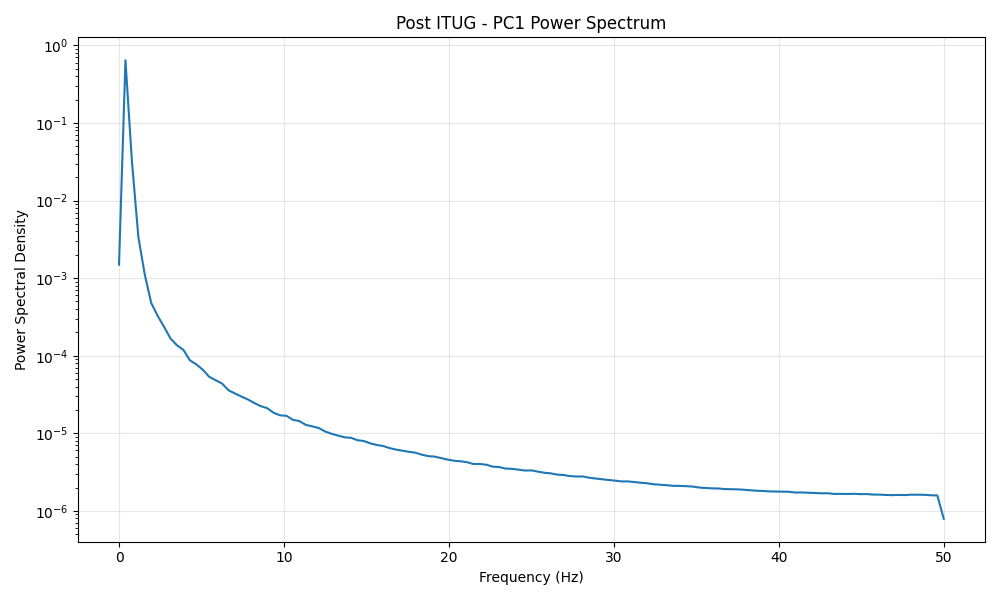 Post ITUG - PC1 Power Spectrum
Power Spectral Density
10⁰
10⁻¹
10⁻²
10⁻³
10⁻⁴
10⁻⁵
10⁻⁶
0 10 20 30 40 50
Frequency (Hz)